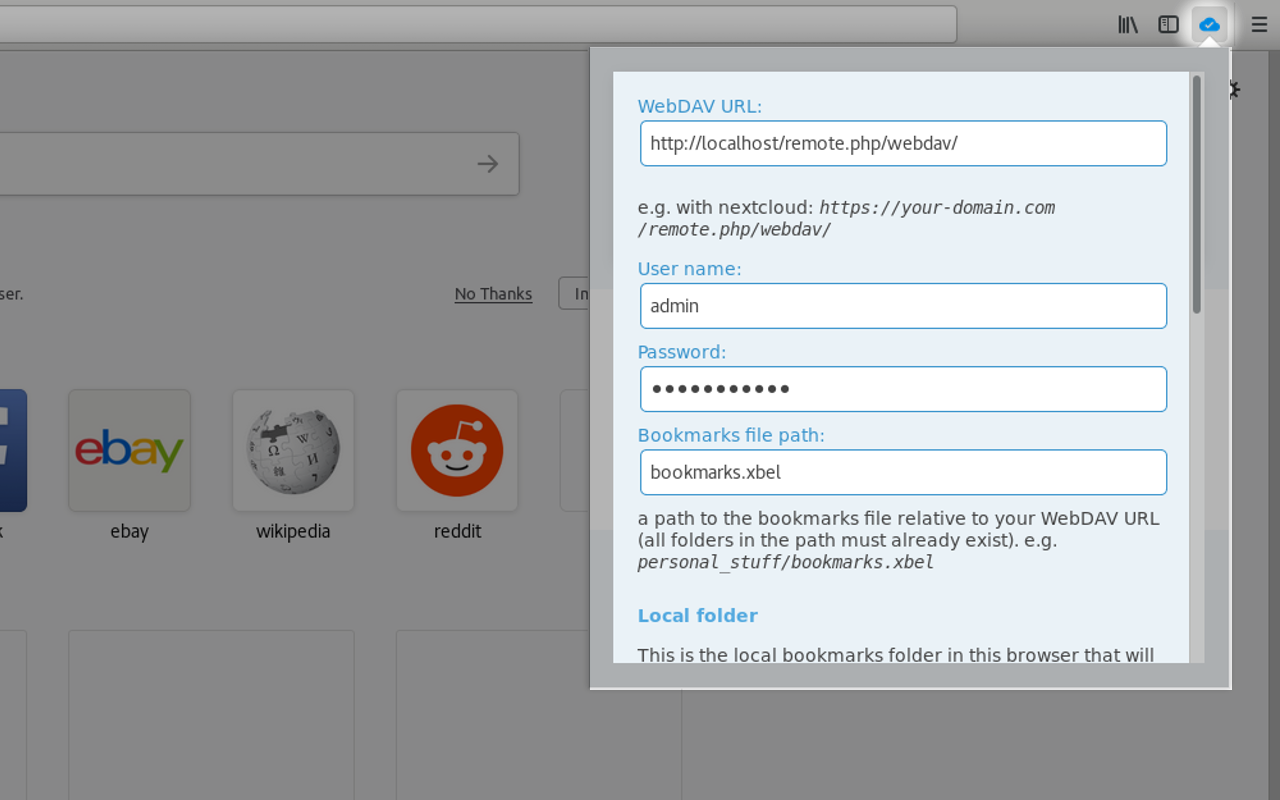 WebDAV URL:
http://localhost/remote.php/webdav/
e.g. with nextcloud: https://your-domain.com
/remote.php/webdav/
User name:
admin
Password:
●●●●●●●●●●●
Bookmarks file path:
bookmarks.xbel
a path to the bookmarks file relative to your WebDAV URL
(all folders in the path must already exist). e.g.
personal_stuff/bookmarks.xbel
Local folder
This is the local bookmarks folder in this browser that will
No Thanks
ebay
ebay
wikipedia
reddit